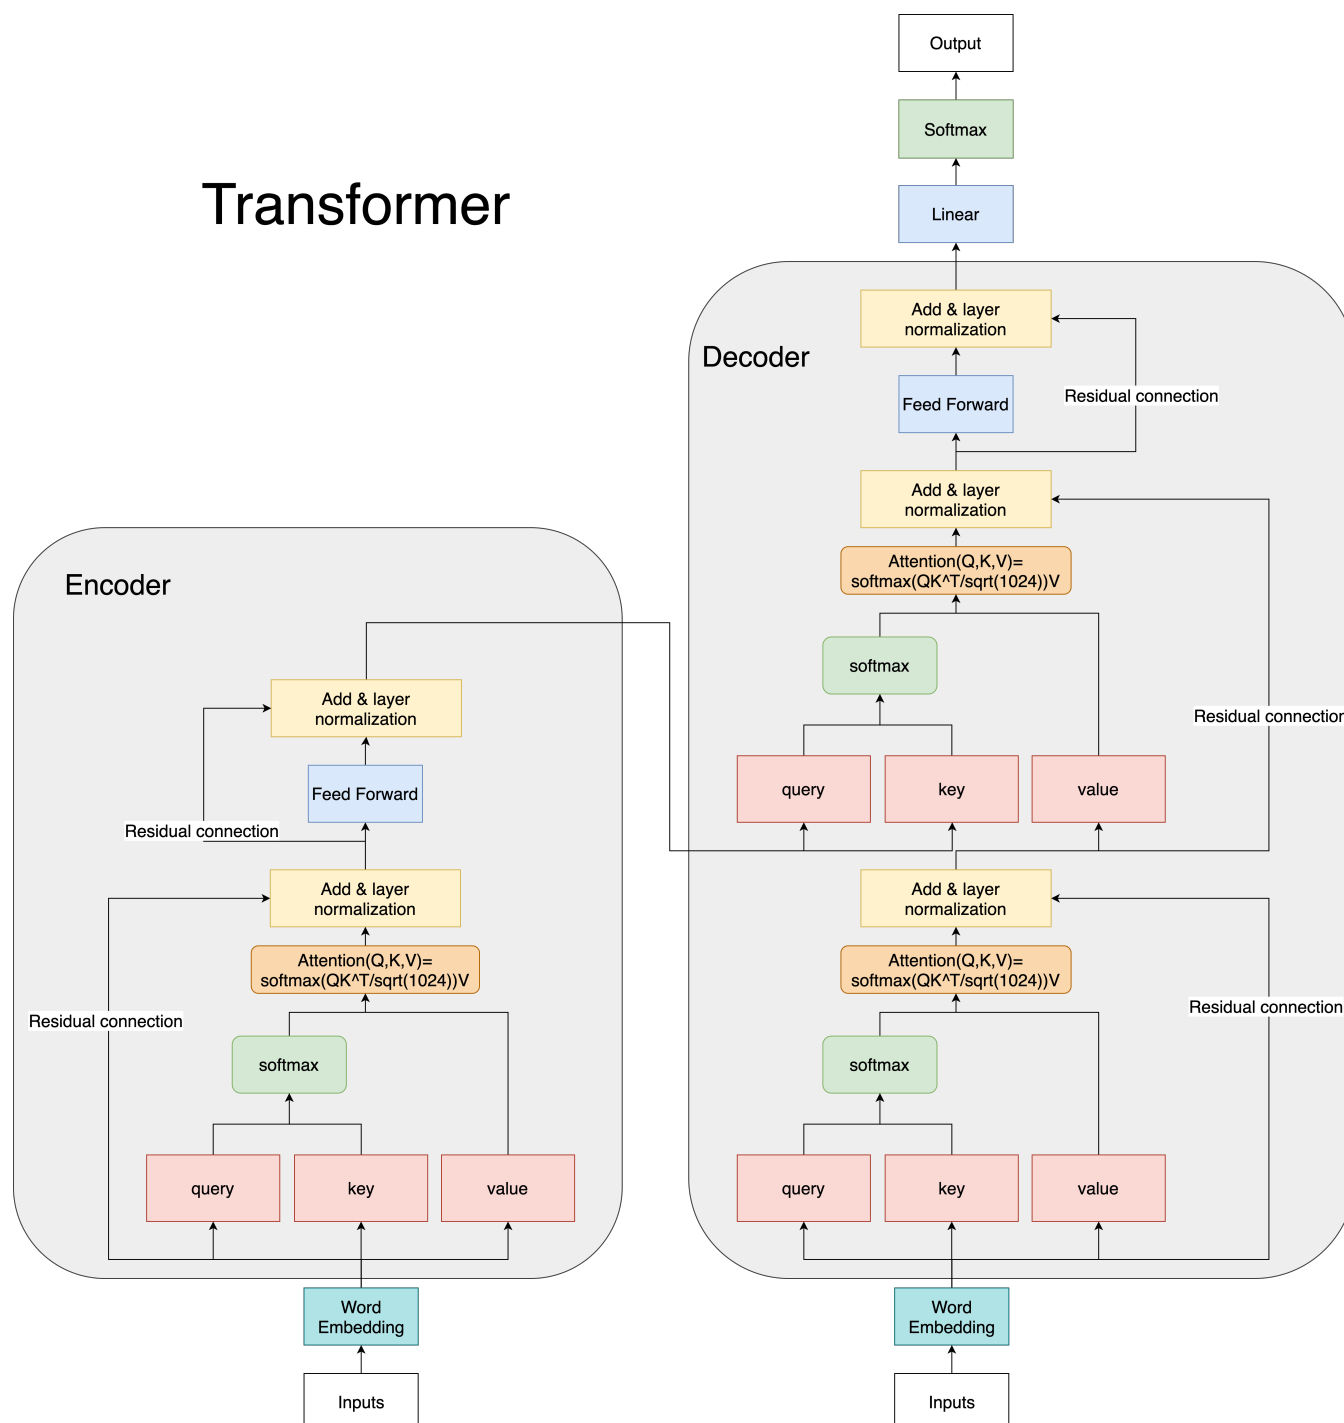 Transformer
Output
Softmax
Linear
Decoder
Add & layer
normalization
Feed Forward
Residual connection
Add & layer
normalization
Attention(Q,K,V)=
softmax(QK^T/sqrt(1024))V
softmax
Residual connection
query
key
value
Add & layer
normalization
Attention(Q,K,V)=
softmax(QK^T/sqrt(1024))V
Residual connection
softmax
query
key
value
Word
Embedding
Inputs
Encoder
Add & layer
normalization
Feed Forward
Residual connection
Add & layer
normalization
Attention(Q,K,V)=
softmax(QK^T/sqrt(1024))V
Residual connection
softmax
query
key
value
Word
Embedding
Inputs